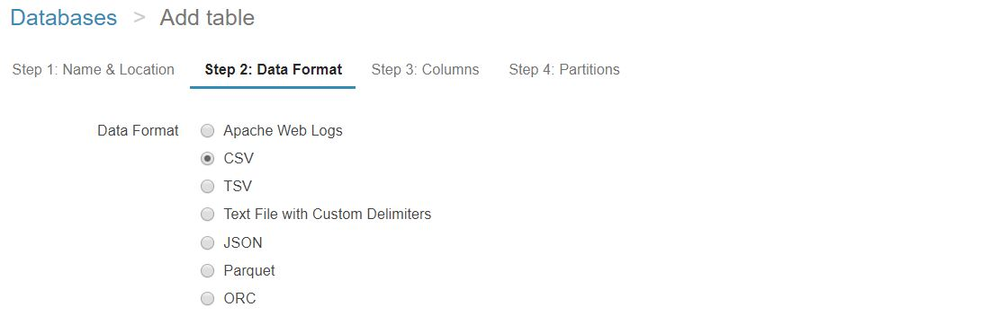 Databases > Add table
Step 1: Name & Location Step 2: Data Format Step 3: Columns Step 4: Partitions
Data Format Apache Web Logs
CSV
TSV
Text File with Custom Delimiters
JSON
Parquet
ORC